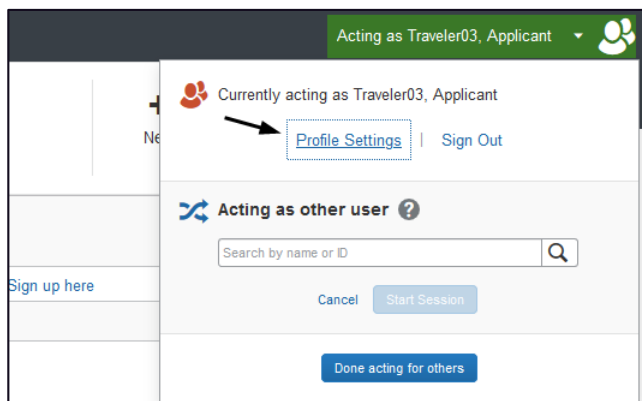 Acting as Traveler03, Applicant
Currently acting as Traveler03, Applicant
Ne
Profile Settings | Sign Out
Acting as other user ?
Search by name or ID
Sign up here
Cancel Start Session
Done acting for others